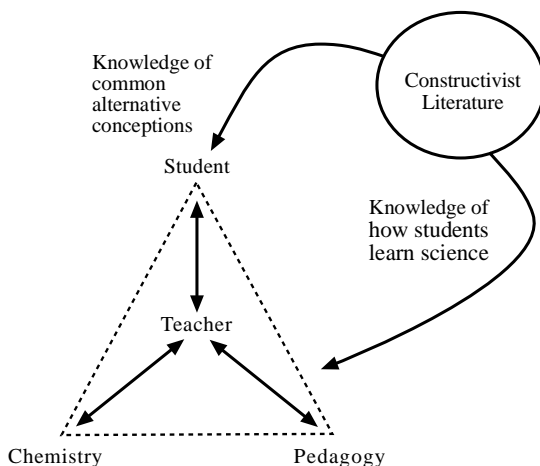 Knowledge of
common
alternative
conceptions
Constructivist
Literature
Student
Knowledge of
how students
learn science
Teacher
Chemistry
Pedagogy